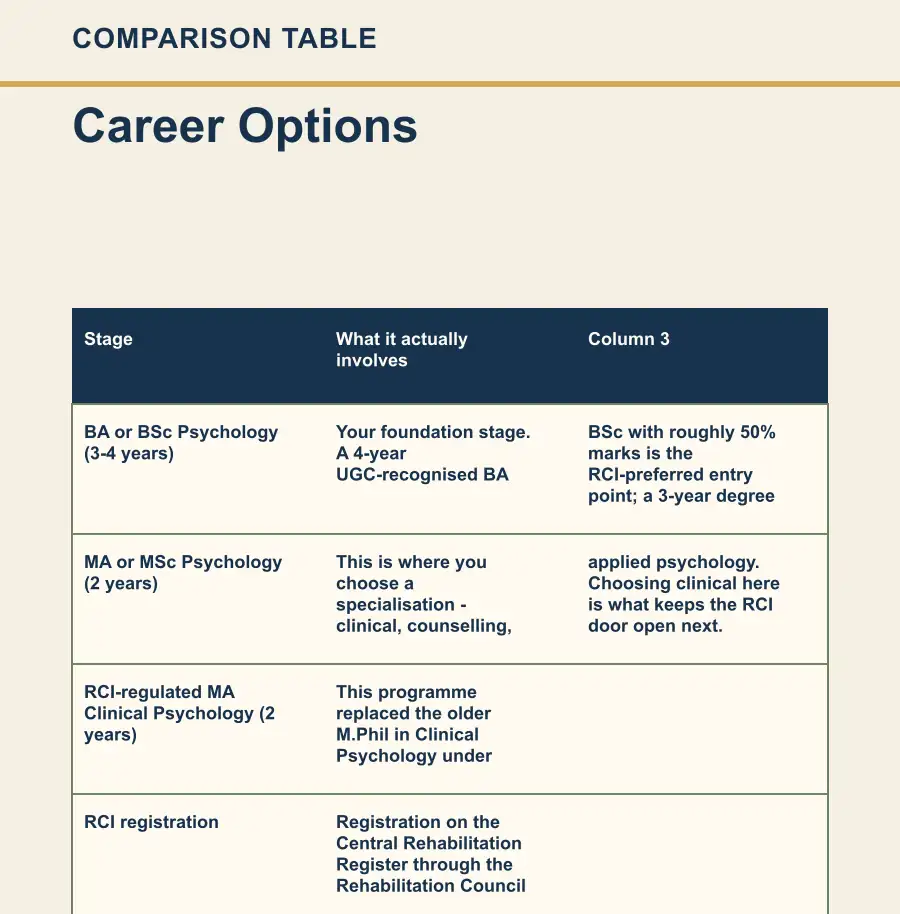 COMPARISON TABLE
Career Options
Stage
What it actually
involves
Column 3
BA or BSc Psychology
(3-4 years)
Your foundation stage.
A 4-year
UGC-recognised BA
BSc with roughly 50%
marks is the
RCI-preferred entry
point; a 3-year degree
MA or MSc Psychology
(2 years)
This is where you
choose a
specialisation -
clinical, counselling,
applied psychology.
Choosing clinical here
is what keeps the RCI
door open next.
RCI-regulated MA
Clinical Psychology (2
years)
This programme
replaced the older
M.Phil in Clinical
Psychology under
RCI registration
Registration on the
Central Rehabilitation
Register through the
Rehabilitation Council